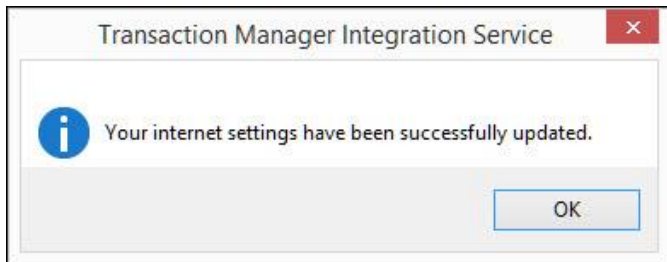 Transaction Manager Integration Service
Your internet settings have been successfully updated.
OK